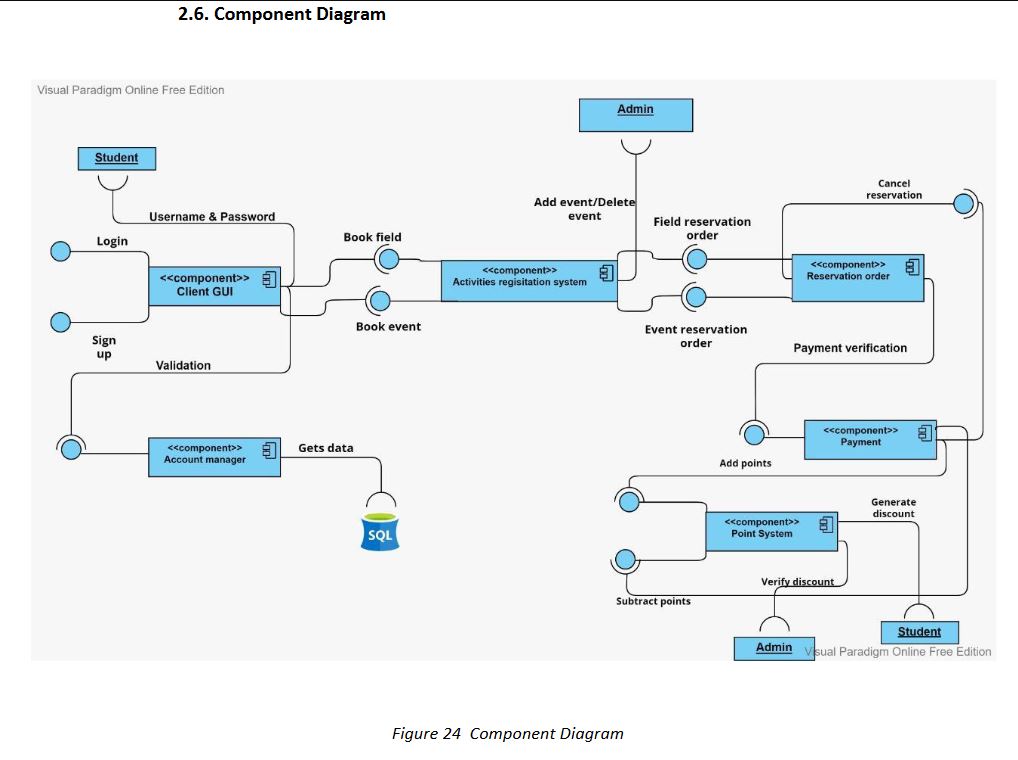 2.6. Component Diagram
Visual Paradigm Online Free Edition
Admin
Student
Cancel
reservation
Add event/Delete
event
Username & Password
Field reservation
order
Login
Book field
<<component>>
Client GUI
<<component>>
Activities regisitation system
<<component>>
Reservation order
Book event
Event reservation
order
Sign
up
Payment verification
Validation
<<component>>
Account manager
Gets data
<<component>>
Payment
Add points
SQL
Generate
discount
<<component>>
Point System
Verify discount
Subtract points
Student
Admin
Visual Paradigm Online Free Edition
Figure 24 Component Diagram